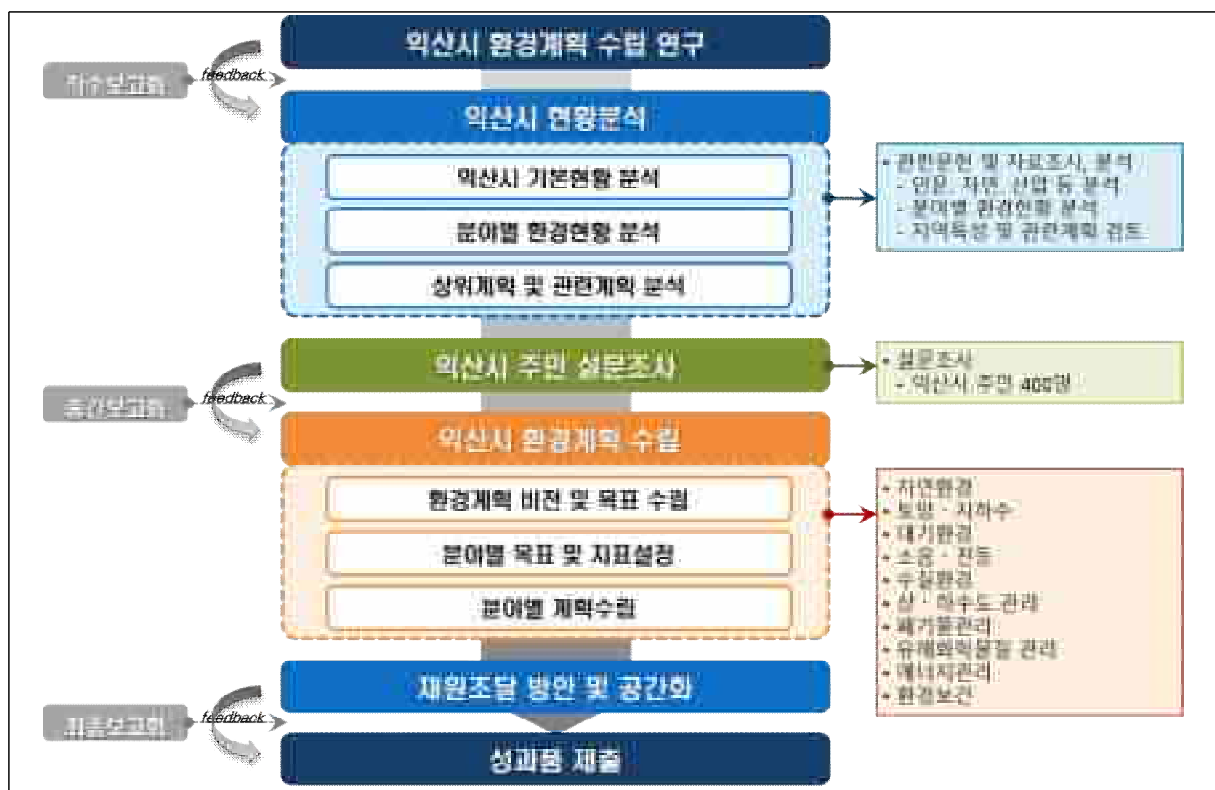 익산시 환경계획 수립 연구
착수보고회
feedback
익산시 현황분석
익산시 기본현황 분석
분야별 환경현황 분석
상위계획 및 관련계획 분석
• 관련문헌 및 자료조사, 분석
- 인문, 자연, 산업 등 분석
- 분야별 환경현황 분석
- 지역특성 및 관련계획 검토
익산시 주민 설문조사
• 설문조사
- 익산시 주민 400명
중간보고회
feedback
익산시 환경계획 수립
환경계획 비전 및 목표 수립
분야별 목표 및 지표설정
분야별 계획수립
• 자연환경
• 토양 · 지하수
• 대기환경
• 소음 · 진동
• 수질환경
• 상 · 하수도 관리
• 폐기물관리
• 유해화학물질 관리
• 에너지관리
• 환경보건
재원조달 방안 및 공간화
최종보고회
feedback
성과품 제출